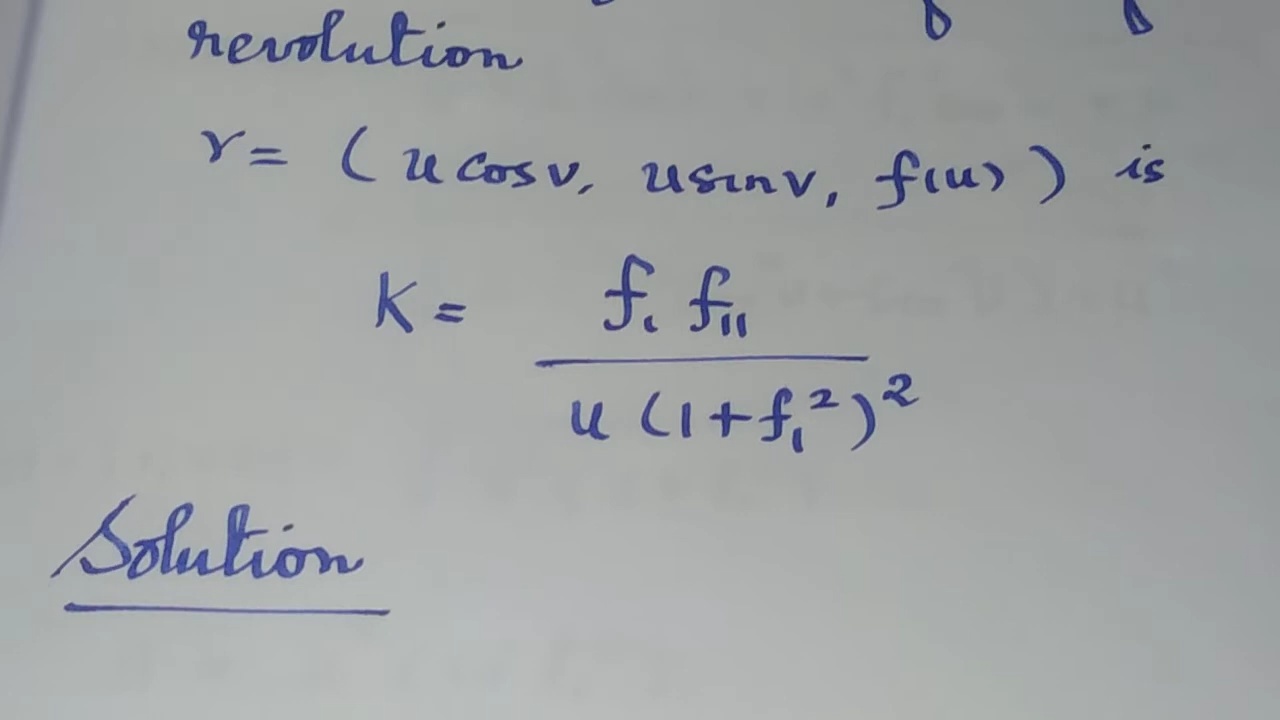 revolution
r = ( u cos v, u sin v, f(u) ) is
K = f₁ f₁₁
u (1+f₁²)²
Solution